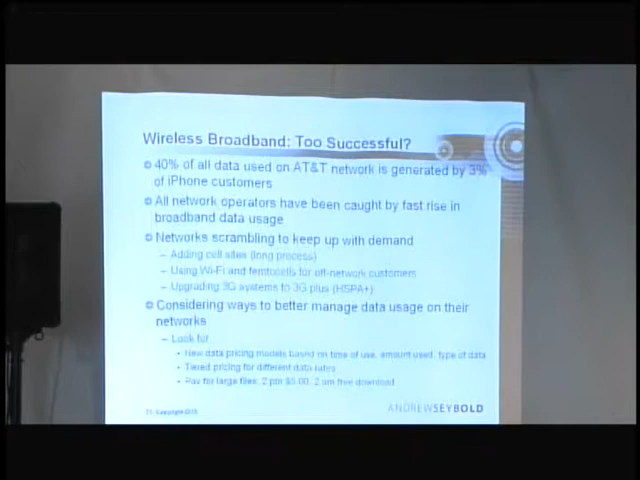 Wireless Broadband: Too Successful?
40% of all data used on AT&T network is generated by 3%
of iPhone customers
All network operators have been caught by fast rise in
broadband data usage
Networks scrambling to keep up with demand
– Adding cell sites (long process)
– Using Wi-Fi and femtocells for off-network customers
– Upgrading 3G systems to 3G plus (HSPA+)
Considering ways to better manage data usage on their
networks
– Look for
• New data pricing models based on time of use, amount used, type of data
• Tiered pricing for different data rates
• Pay for large files: 2 pm $5.00, 2 am free download
Copyright 2010
ANDREWSEYBOLD